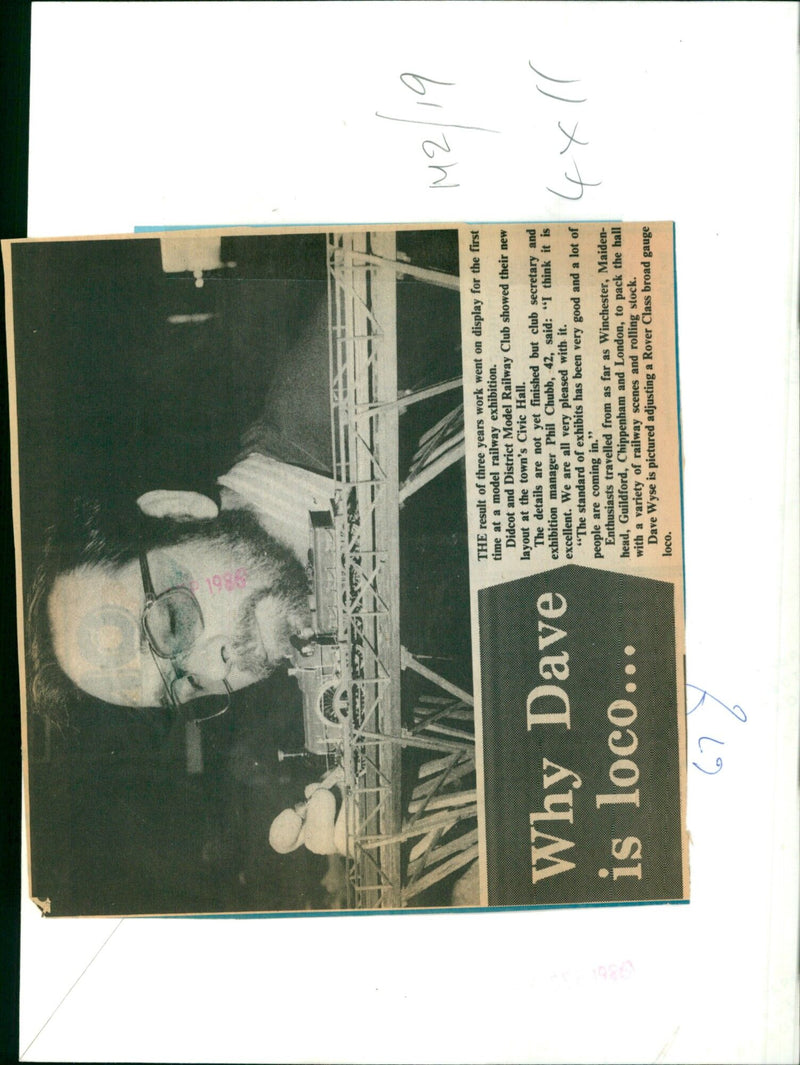 M2/19
4 x 11
Why Dave
is loco...
THE result of three years work went on display for the first
time at a model railway exhibition.
Didcot and District Model Railway Club showed their new
layout at the town's Civic Hall.
The details are not yet finished but club secretary and
exhibition manager Phil Chubb, 42, said: “I think it is
excellent. We are all very pleased with it.
“The standard of exhibits has been very good and a lot of
people are coming in.”
Enthusiasts travelled from as far as Winchester, Maiden-
head, Guildford, Chippenham and London, to pack the hall
with a variety of railway scenes and rolling stock.
Dave Wyse is pictured adjusting a Rover Class broad gauge
loco.